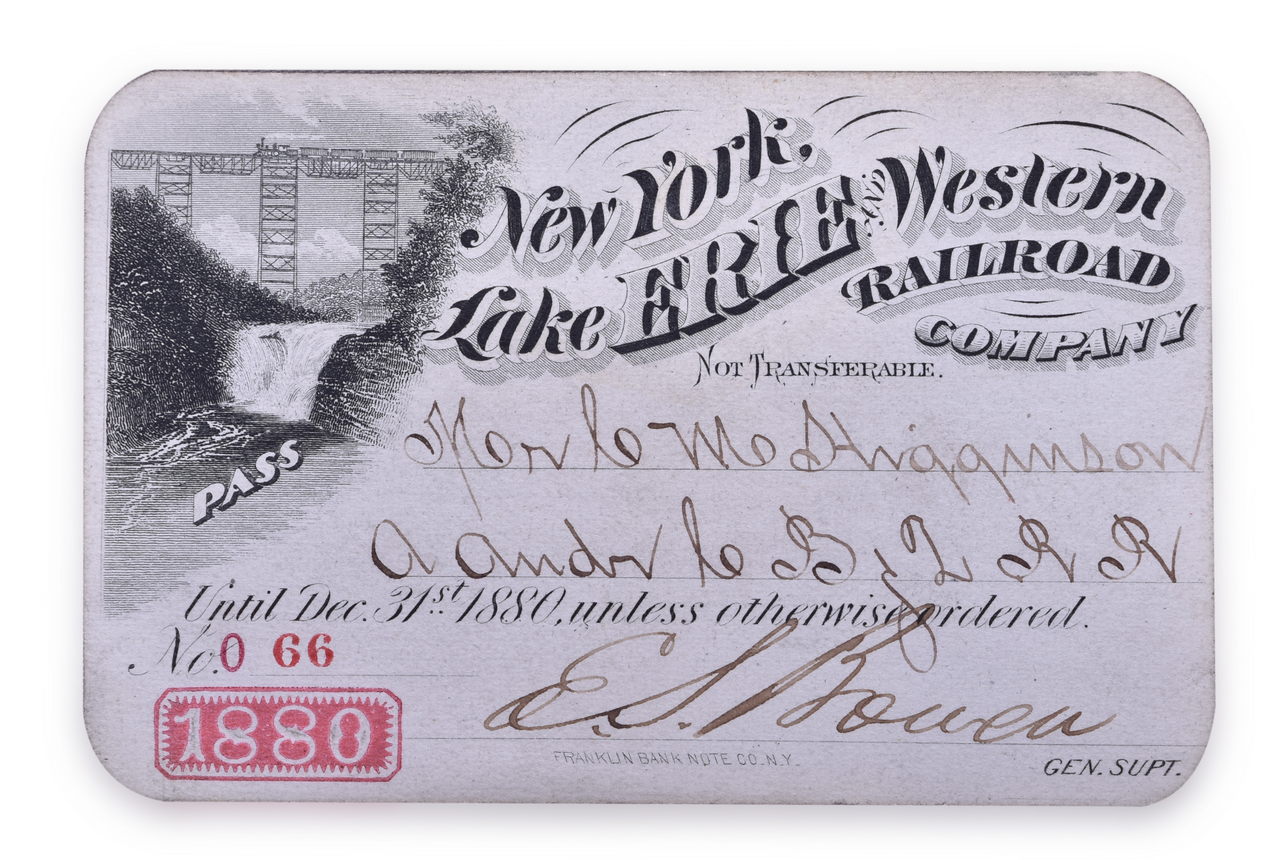 New York,
Lake ERIE AND Western
RAILROAD
COMPANY
NOT TRANSFERABLE.
PASS
C M Higginson
R R
Until Dec. 31st 1880, unless otherwise ordered.
No. 0 66
E. S. Bowen
1880
FRANKLIN BANK NOTE CO. N.Y.
GEN. SUPT.